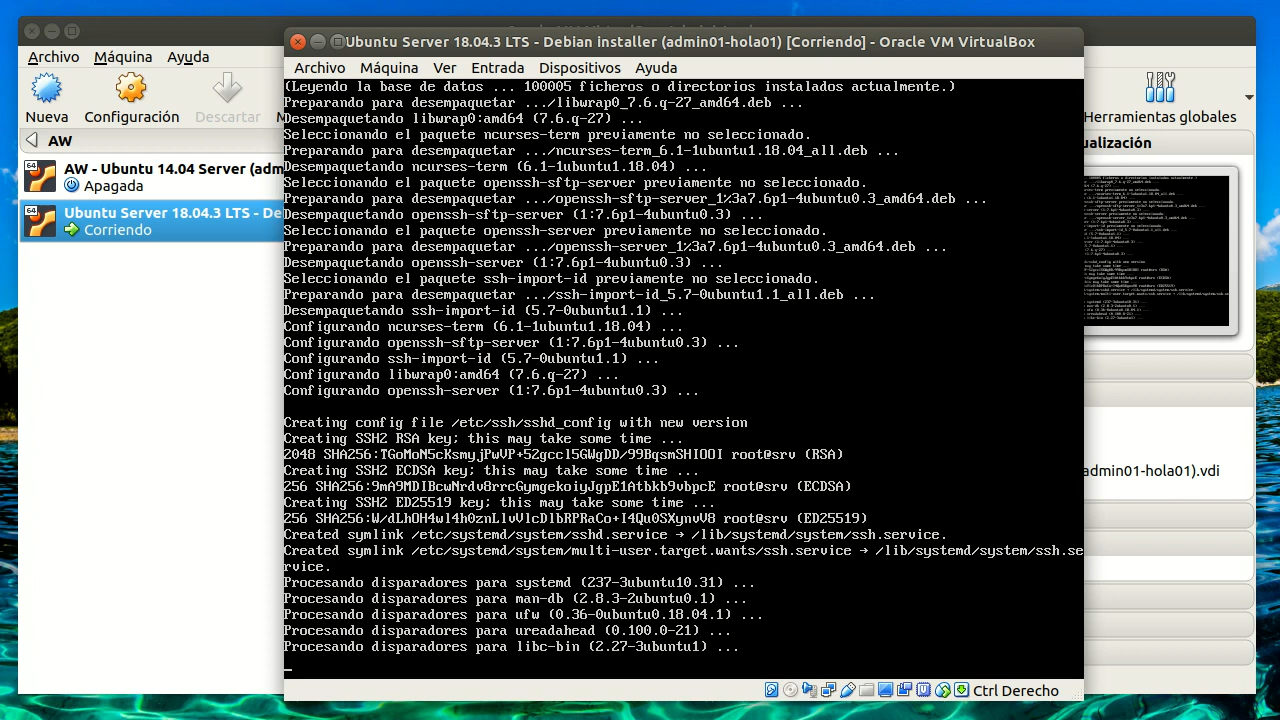 Ubuntu Server 18.04.3 LTS - Debian installer (admin01-hola01) [Corriendo] - Oracle VM VirtualBox
Archivo Máquina Ayuda
Archivo Máquina Ver Entrada Dispositivos Ayuda
Nueva Configuración Descartar
Herramientas globales
AW
AW - Ubuntu 14.04 Server (adm
Apagada
Ubuntu Server 18.04.3 LTS - De
Corriendo
ualización
admin01-hola01).vdi
(Leyendo la base de datos ... 100005 ficheros o directorios instalados actualmente.)
Preparando para desempaquetar .../libwrap0_7.6.q-27_amd64.deb ...
Desempaquetando libwrap0:amd64 (7.6.q-27) ...
Seleccionando el paquete ncurses-term previamente no seleccionado.
Preparando para desempaquetar .../ncurses-term_6.1-1ubuntu1.18.04_all.deb ...
Desempaquetando ncurses-term (6.1-1ubuntu1.18.04) ...
Seleccionando el paquete openssh-sftp-server previamente no seleccionado.
Preparando para desempaquetar .../openssh-sftp-server_1%3a7.6p1-4ubuntu0.3_amd64.deb ...
Desempaquetando openssh-sftp-server (1:7.6p1-4ubuntu0.3) ...
Seleccionando el paquete openssh-server previamente no seleccionado.
Preparando para desempaquetar .../openssh-server_1%3a7.6p1-4ubuntu0.3_amd64.deb ...
Desempaquetando openssh-server (1:7.6p1-4ubuntu0.3) ...
Seleccionando el paquete ssh-import-id previamente no seleccionado.
Preparando para desempaquetar .../ssh-import-id_5.7-0ubuntu1.1_all.deb ...
Desempaquetando ssh-import-id (5.7-0ubuntu1.1) ...
Configurando ncurses-term (6.1-1ubuntu1.18.04) ...
Configurando openssh-sftp-server (1:7.6p1-4ubuntu0.3) ...
Configurando ssh-import-id (5.7-0ubuntu1.1) ...
Configurando libwrap0:amd64 (7.6.q-27) ...
Configurando openssh-server (1:7.6p1-4ubuntu0.3) ...
Creating config file /etc/ssh/sshd_config with new version
Creating SSH2 RSA key; this may take some time ...
2048 root@srv (RSA)
Creating SSH2 ECDSA key; this may take some time ...
256 root@srv (ECDSA)
Creating SSH2 ED25519 key; this may take some time ...
256 root@srv (ED25519)
Created symlink /etc/systemd/system/sshd.service → /lib/systemd/system/ssh.service.
Created symlink /etc/systemd/system/multi-user.target.wants/ssh.service → /lib/systemd/system/ssh.se
rvice.
Procesando disparadores para systemd (237-3ubuntu10.31) ...
Procesando disparadores para man-db (2.8.3-2ubuntu0.1) ...
Procesando disparadores para ufw (0.36-0ubuntu0.18.04.1) ...
Procesando disparadores para ureadahead (0.100.0-21) ...
Procesando disparadores para libc-bin (2.27-3ubuntu1) ...
Ctrl Derecho